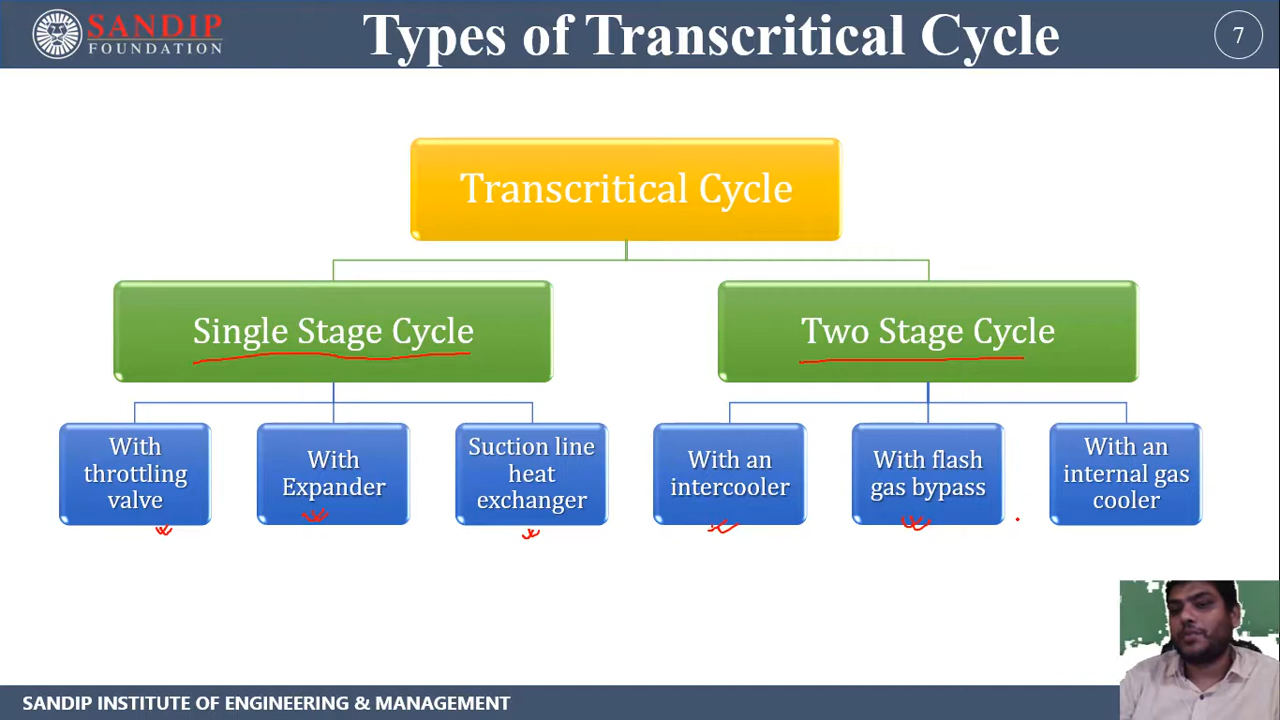 SANDIP
FOUNDATION
Types of Transcritical Cycle
7
Transcritical Cycle
Single Stage Cycle
Two Stage Cycle
With
throttling
valve
With
Expander
Suction line
heat
exchanger
With an
intercooler
With flash
gas bypass
With an
internal gas
cooler
SANDIP INSTITUTE OF ENGINEERING & MANAGEMENT